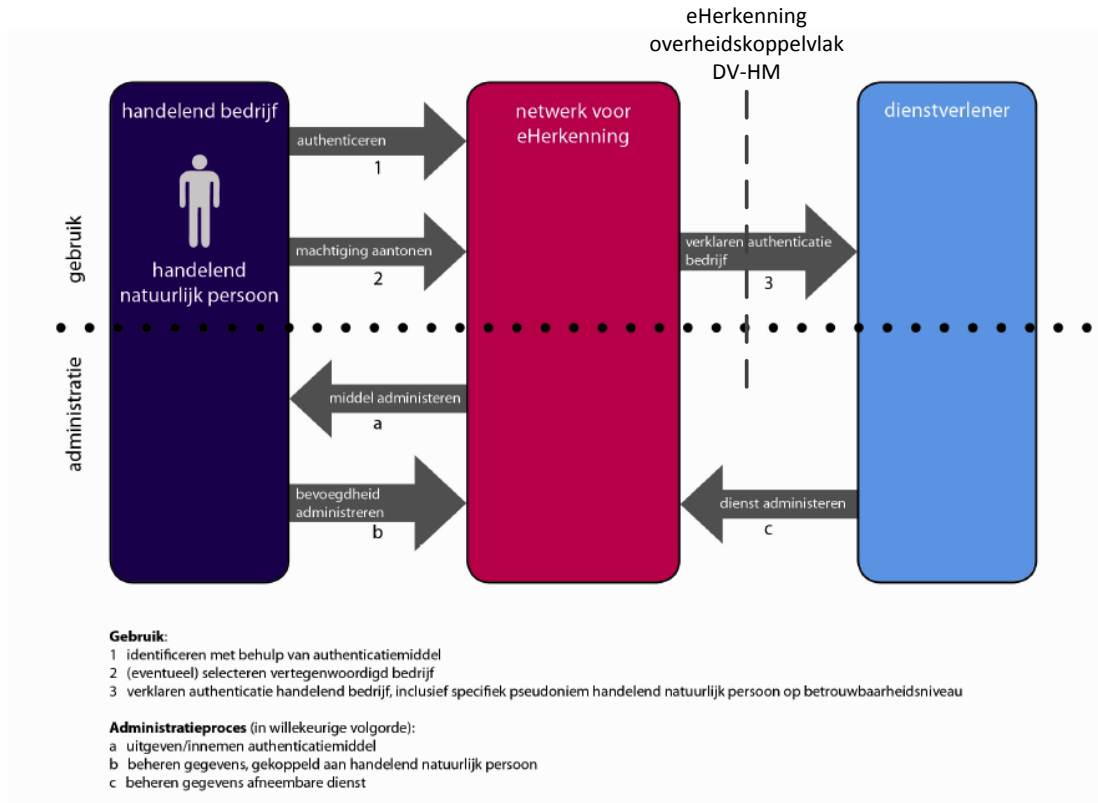 eHerkenning
overheidskoppelvlak
DV-HM
handelend bedrijf
netwerk voor
eHerkenning
dienstverlener
authenticeren
1
handelend
natuurlijk persoon
machtiging aantonen
2
verklaren authenticatie
bedrijf
3
gebruik
administratie
middel administeren
a
bevoegdheid
administreren
b
dienst administeren
c
Gebruik:
1 identificeren met behulp van authenticatiemiddel
2 (eventueel) selecteren vertegenwoordigd bedrijf
3 verklaren authenticatie handelend bedrijf, inclusief specifiek pseudoniem handelend natuurlijk persoon op betrouwbaarheidsniveau
Administratieproces (in willekeurige volgorde):
a uitgeven/innemen authenticatiemiddel
b beheren gegevens, gekoppeld aan handelend natuurlijk persoon
c beheren gegevens afneembare dienst